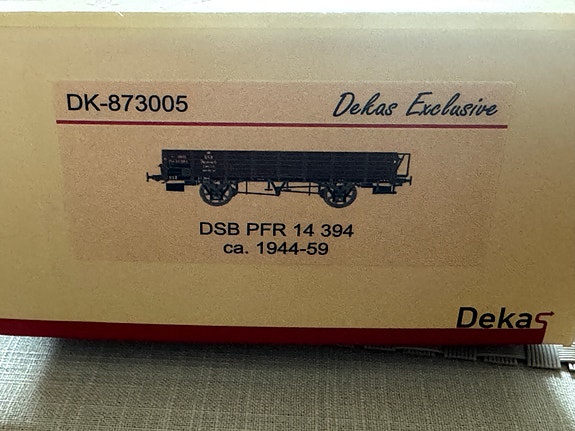 DK-873005
Dekas Exclusive
DSB PFR 14 394
ca. 1944-59
Dekas